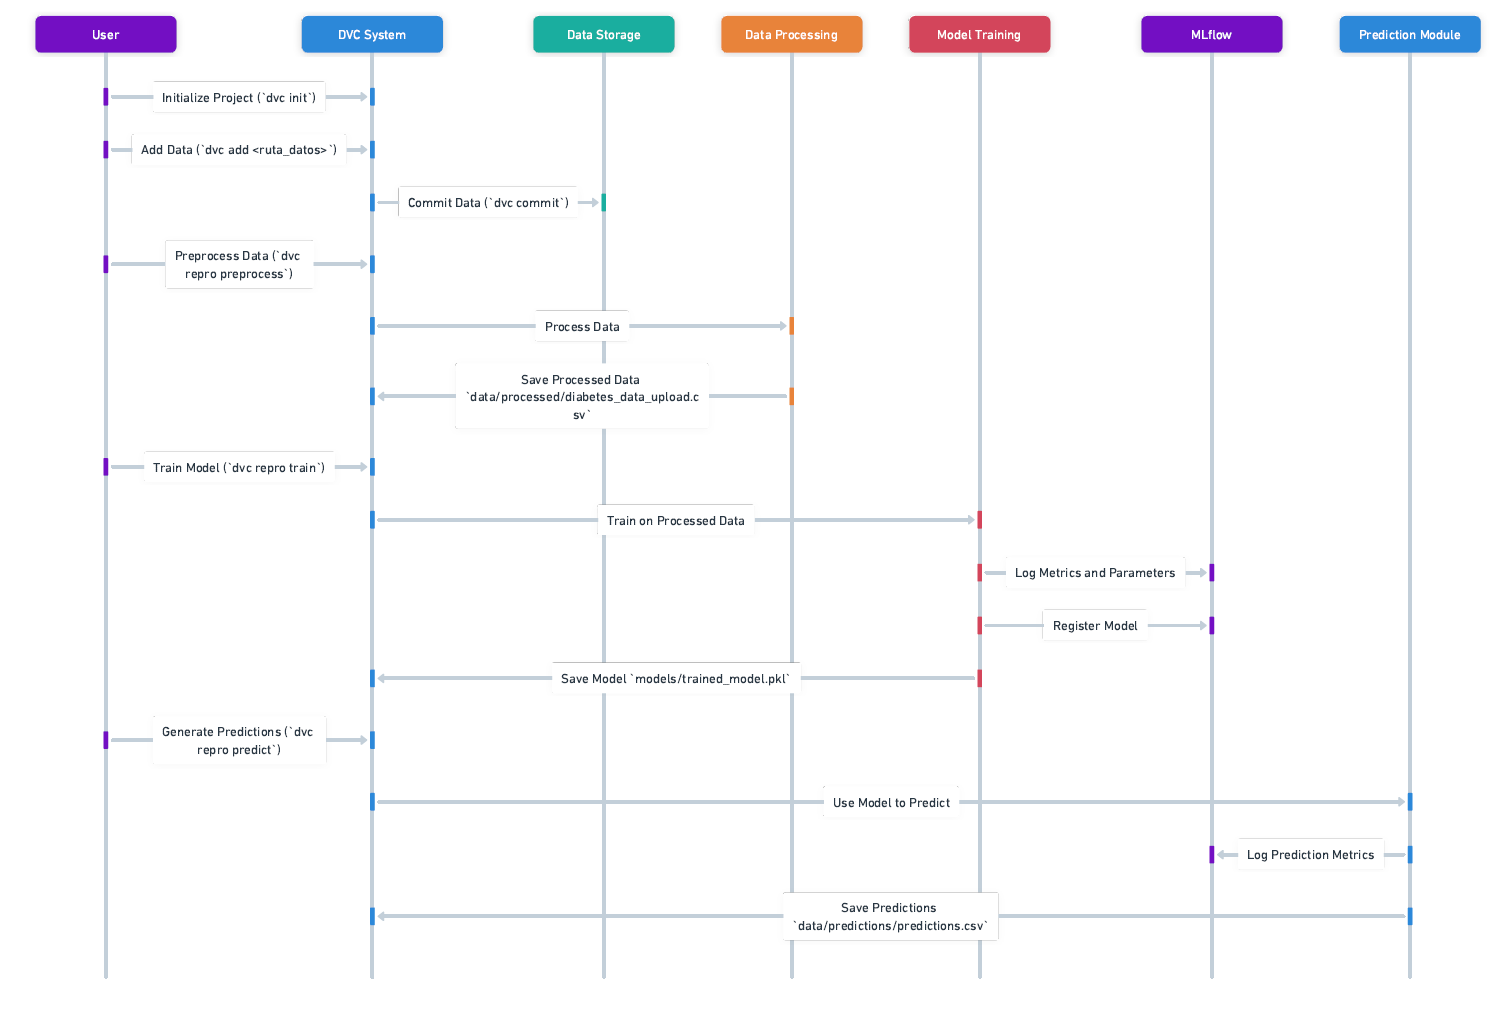 User
DVC System
Data Storage
Data Processing
Model Training
MLflow
Prediction Module
Initialize Project (`dvc init`)
Add Data (`dvc add <ruta_datos>`)
Commit Data (`dvc commit`)
Preprocess Data (`dvc
repro preprocess`)
Process Data
Save Processed Data
`data/processed/diabetes_data_upload.c
sv`
Train Model (`dvc repro train`)
Train on Processed Data
Log Metrics and Parameters
Register Model
Save Model `models/trained_model.pkl`
Generate Predictions (`dvc
repro predict`)
Use Model to Predict
Log Prediction Metrics
Save Predictions
`data/predictions/predictions.csv`